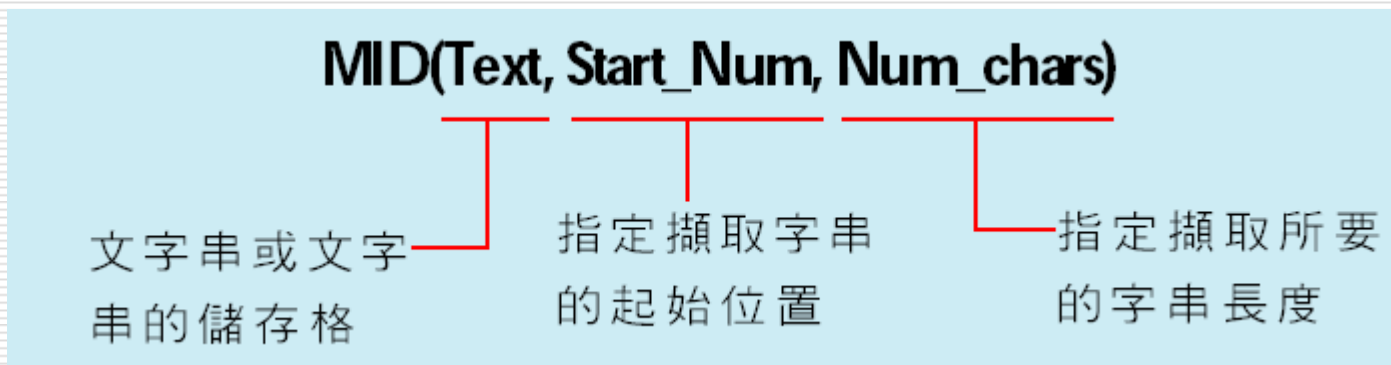 MID(Text, Start_Num, Num_chars)
文字串或文字
串的儲存格
指定擷取字串
的起始位置
指定擷取所要
的字串長度